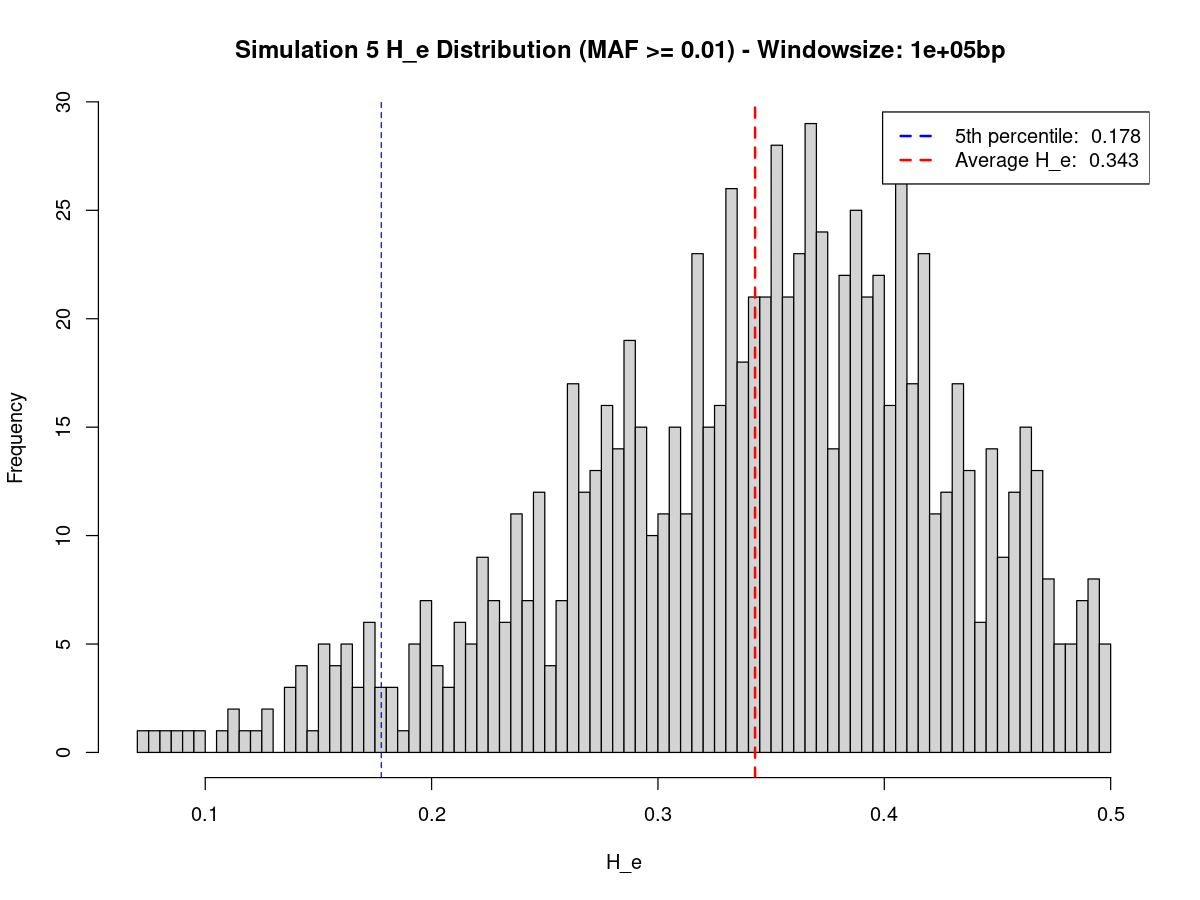 Simulation 5 H_e Distribution (MAF >= 0.01) - Windowsize: 1e+05bp
5th percentile: 0.178
Average H_e: 0.343
Frequency
30
25
20
15
10
5
0
0.1 0.2 0.3 0.4 0.5
H_e